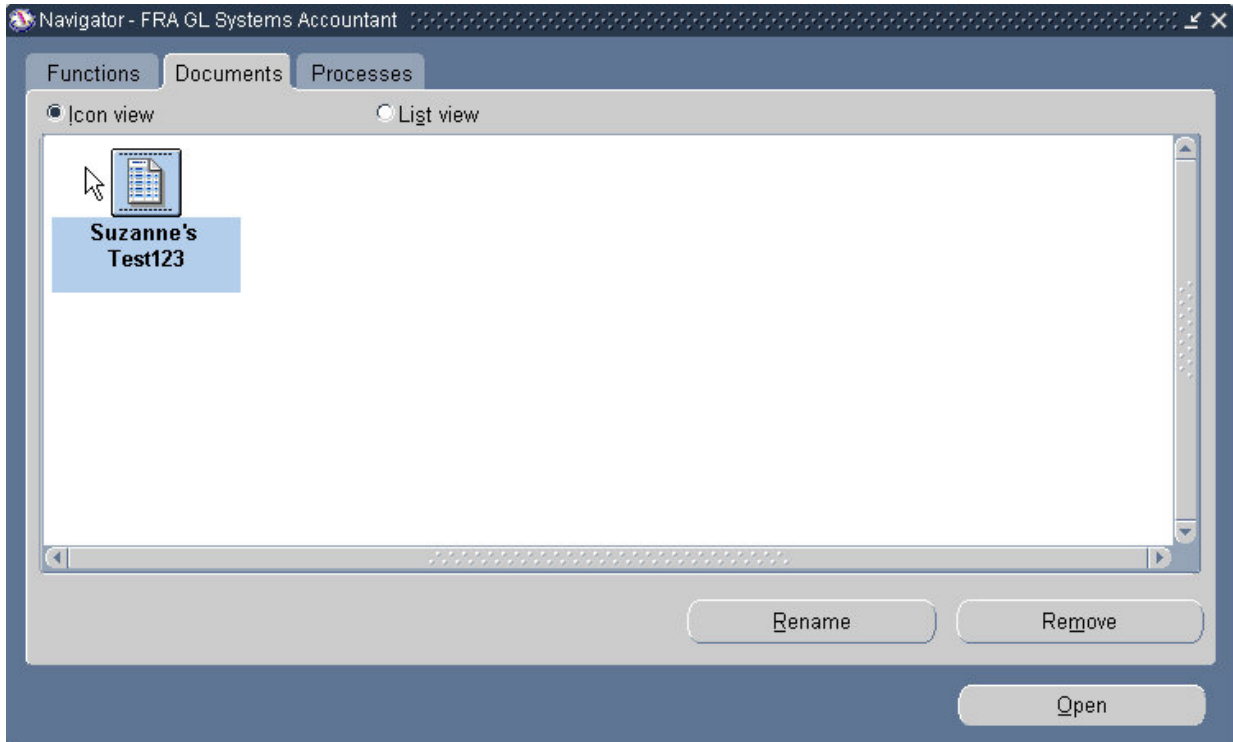 Navigator - FRA GL Systems Accountant
Functions Documents Processes
Icon view List view
Suzanne's
Test123
Rename Remove
Open